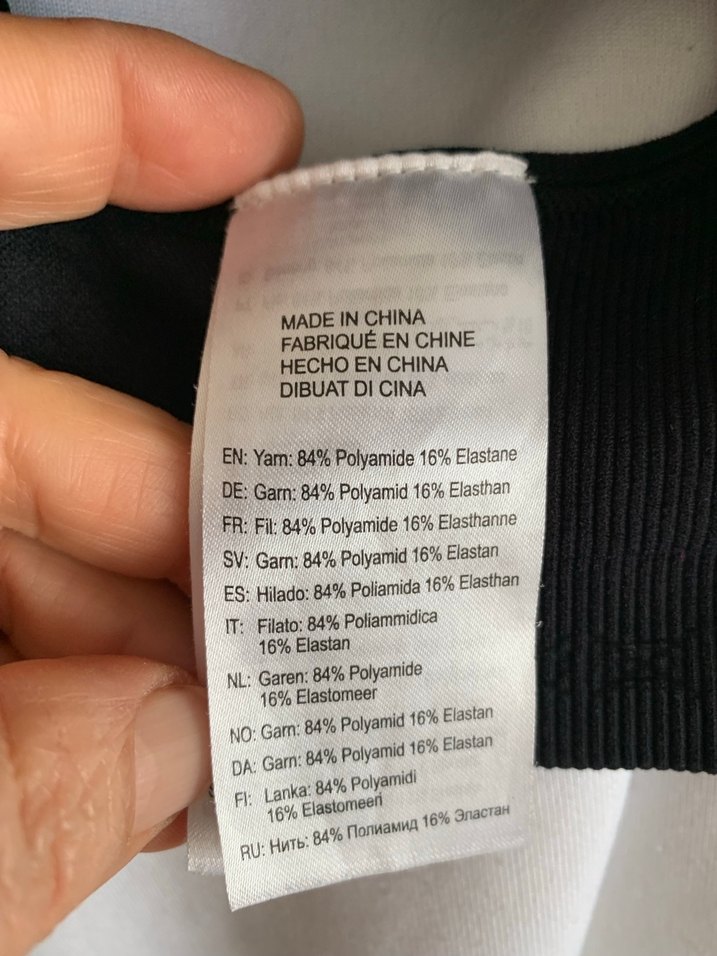 MADE IN CHINA
FABRIQUÉ EN CHINE
HECHO EN CHINA
DIBUAT DI CINA
EN: Yarn: 84% Polyamide 16% Elastane
DE: Garn: 84% Polyamid 16% Elasthan
FR: Fil: 84% Polyamide 16% Elasthanne
SV: Garn: 84% Polyamid 16% Elastan
ES: Hilado: 84% Poliamida 16% Elasthan
IT: Filato: 84% Poliammidica
16% Elastan
NL: Garen: 84% Polyamide
16% Elastomeer
NO: Garn: 84% Polyamid 16% Elastan
DA: Garn: 84% Polyamid 16% Elastan
FI: Lanka: 84% Polyamidi
16% Elastomeeri
RU: Нить: 84% Полиамид 16% Эластан